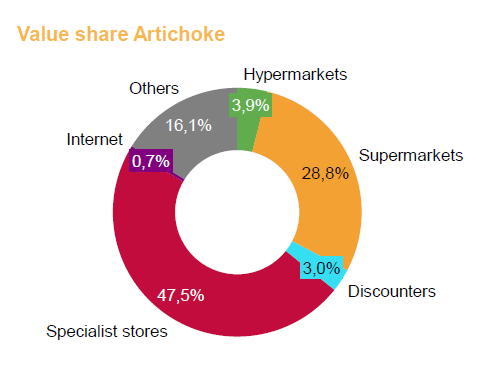 Value share Artichoke
Hypermarkets
3,9%
Supermarkets
28,8%
Discounters
3,0%
Specialist stores
47,5%
Internet
0,7%
Others
16,1%